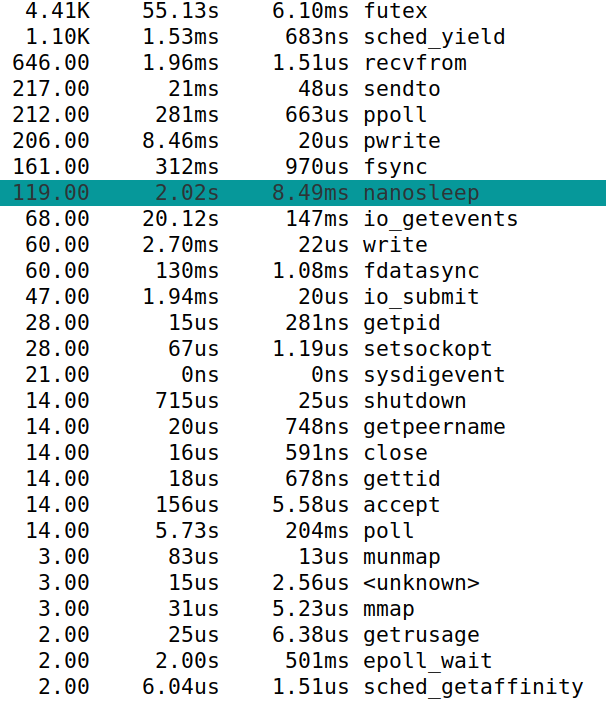 4.41K 55.13s 6.10ms futex
1.10K 1.53ms 683ns sched_yield
646.00 1.96ms 1.51us recvfrom
217.00 21ms 48us sendto
212.00 281ms 663us ppoll
206.00 8.46ms 20us pwrite
161.00 312ms 970us fsync
119.00 2.02s 8.49ms nanosleep
68.00 20.12s 147ms io_getevents
60.00 2.70ms 22us write
60.00 130ms 1.08ms fdatasync
47.00 1.94ms 20us io_submit
28.00 15us 281ns getpid
28.00 67us 1.19us setsockopt
21.00 0ns 0ns sysdigevent
14.00 715us 25us shutdown
14.00 20us 748ns getpeername
14.00 16us 591ns close
14.00 18us 678ns gettid
14.00 156us 5.58us accept
14.00 5.73s 204ms poll
3.00 83us 13us munmap
3.00 15us 2.56us <unknown>
3.00 31us 5.23us mmap
2.00 25us 6.38us getrusage
2.00 2.00s 501ms epoll_wait
2.00 6.04us 1.51us sched_getaffinity